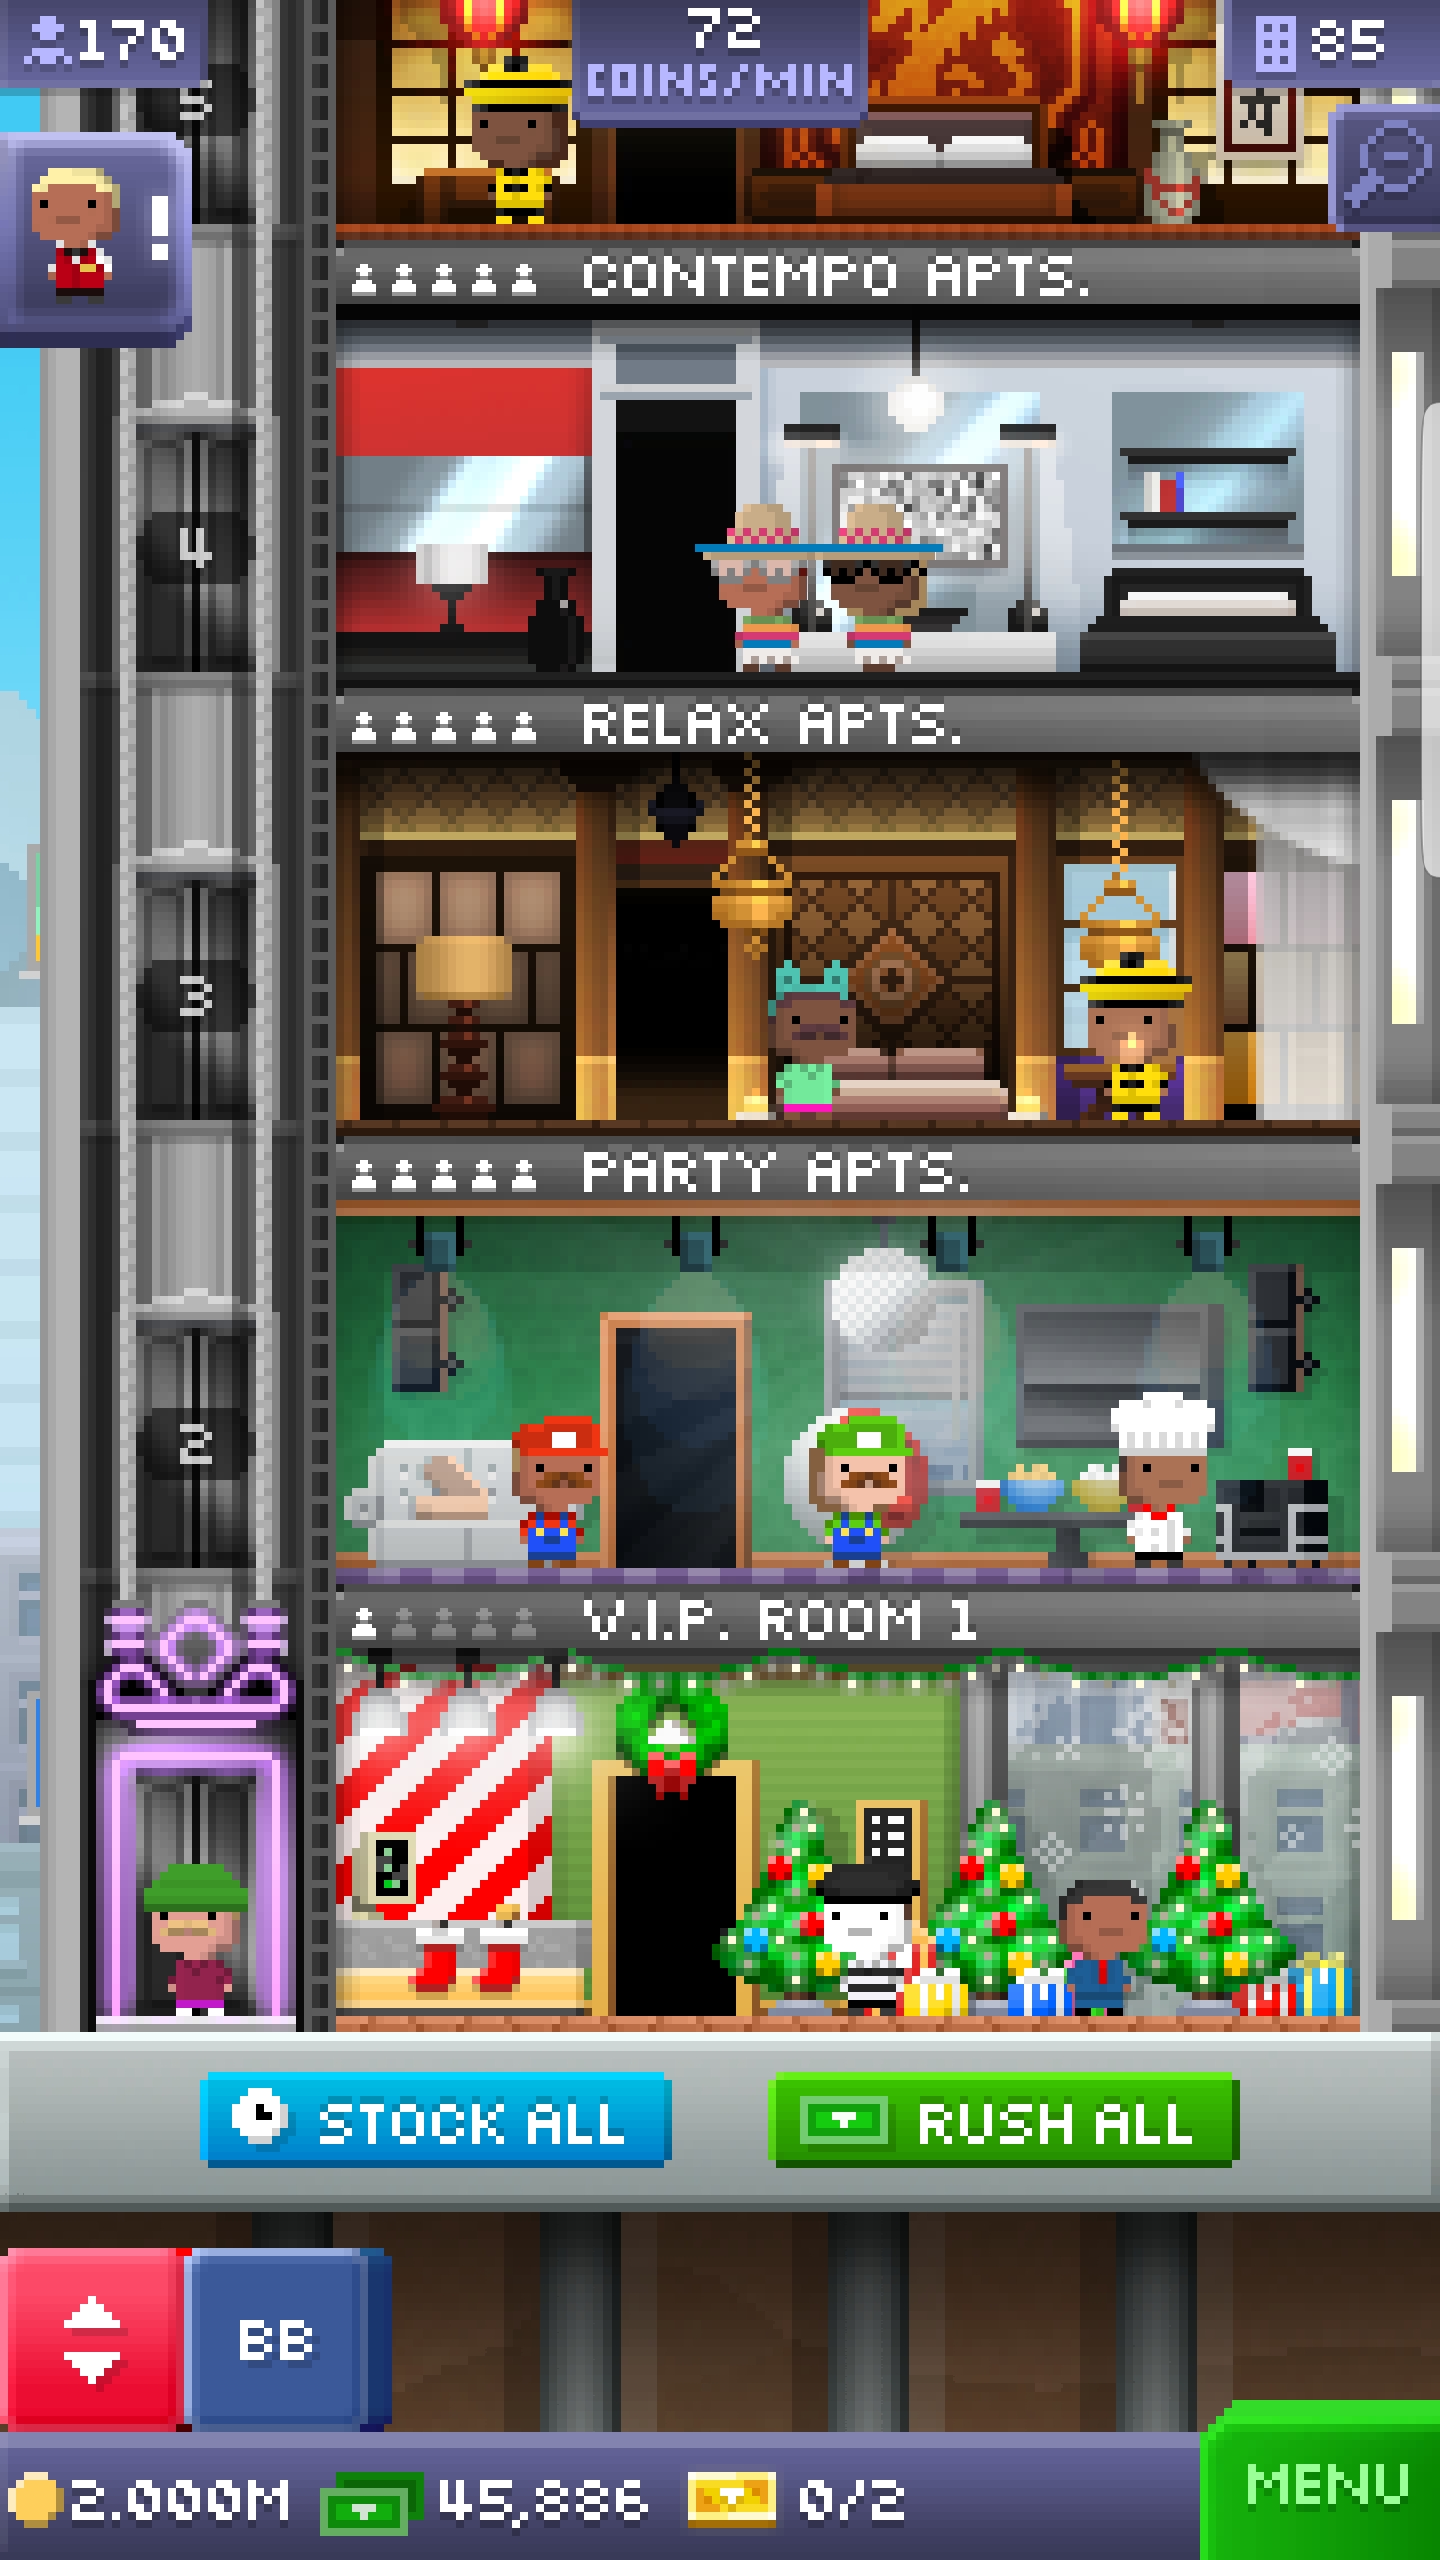 170
72
COINS/MIN
85
5
!
CONTEMPO APTS.
4
RELAX APTS.
3
PARTY APTS.
2
V.I.P. ROOM 1
STOCK ALL
RUSH ALL
BB
2.000M
45,886
0/2
MENU